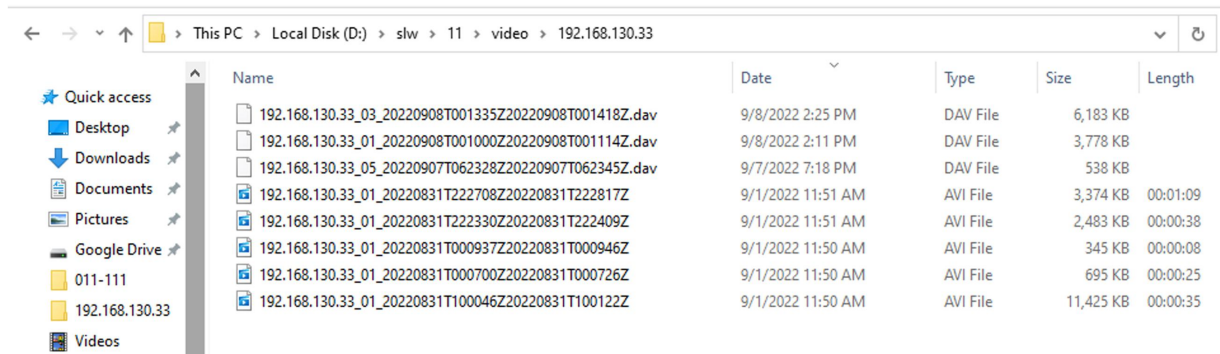 This PC > Local Disk (D:) > slw > 11 > video > 192.168.130.33
Quick access
Desktop
Downloads
Documents
Pictures
Google Drive
011-111
192.168.130.33
Videos
Name Date Type Size Length
192.168.130.33_03_20220908T001335Z20220908T001418Z.dav 9/8/2022 2:25 PM DAV File 6,183 KB
192.168.130.33_01_20220908T001000Z20220908T001114Z.dav 9/8/2022 2:11 PM DAV File 3,778 KB
192.168.130.33_05_20220907T062328Z20220907T062345Z.dav 9/7/2022 7:18 PM DAV File 538 KB
192.168.130.33_01_20220831T222708Z20220831T222817Z 9/1/2022 11:51 AM AVI File 3,374 KB 00:01:09
192.168.130.33_01_20220831T222330Z20220831T222409Z 9/1/2022 11:51 AM AVI File 2,483 KB 00:00:38
192.168.130.33_01_20220831T000937Z20220831T000946Z 9/1/2022 11:50 AM AVI File 345 KB 00:00:08
192.168.130.33_01_20220831T000700Z20220831T000726Z 9/1/2022 11:50 AM AVI File 695 KB 00:00:25
192.168.130.33_01_20220831T100046Z20220831T100122Z 9/1/2022 11:50 AM AVI File 11,425 KB 00:00:35